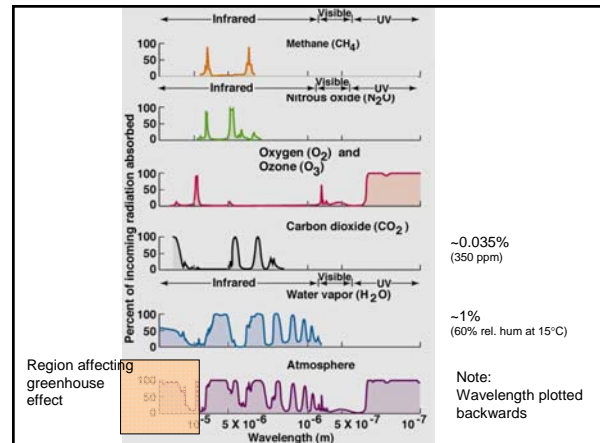 Infrared Visible UV
Methane (CH4)
100
50
0
Infrared UV
Nitrous oxide (N2O)
100
50
0
Oxygen (O2) and
Ozone (O3)
100
50
0
Carbon dioxide (CO2)
100
50
0
~0.035%
(350 ppm)
Infrared Visible UV
Water vapor (H2O)
100
50
0
~1%
(60% rel. hum at 15°C)
Percent of incoming radiation absorbed
Region affecting
greenhouse
effect
Atmosphere
100
50
0
Note:
Wavelength plotted
backwards
10-5 5 X 10-6 10-6 5 X 10-7 10-7
Wavelength (m)